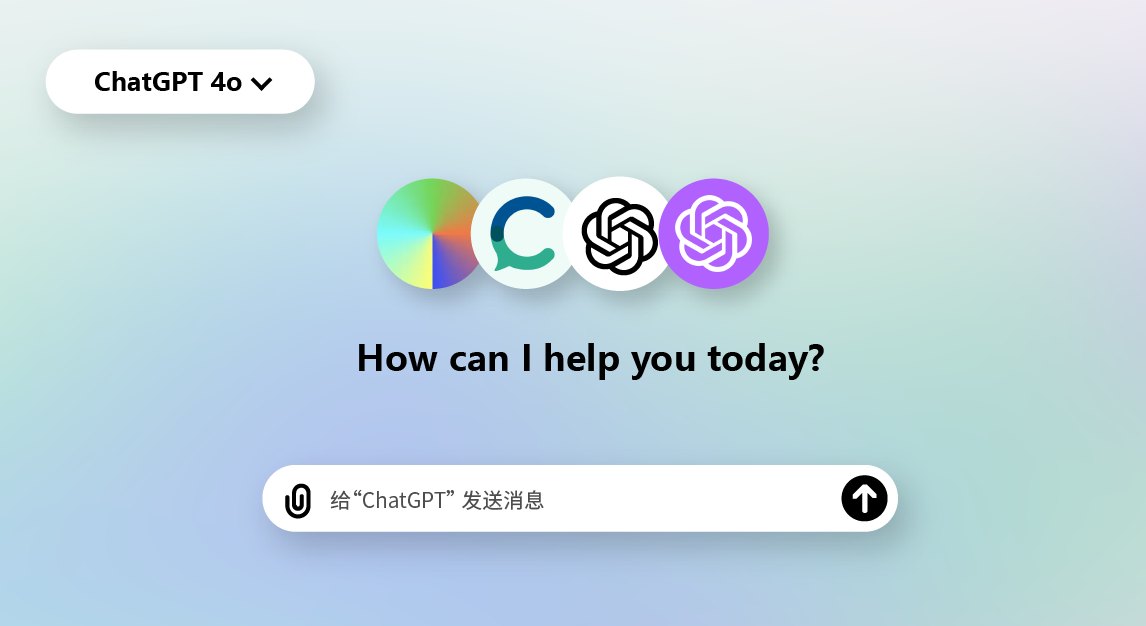 ChatGPT 4o
How can I help you today?
给“ChatGPT” 发送消息